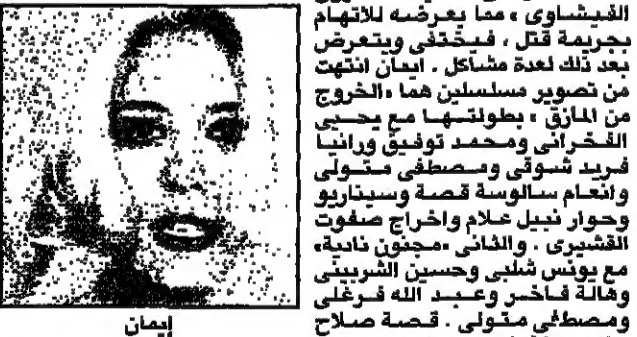 الفيشاوى ، مما يعرضه للاتهام
بجريمة قتل ، فيختفى ويتعرض
بعد ذلك لعدة مشاكل . ايمان انتهت
من تصوير مسلسلين هما «الخروج
من المازق » بطولتها مع يحيى
الفخرانى ومحمد توفيق ورانيا
فريد شوقى ومصطفى متولى
وانعام سالوسة قصة وسيناريو
وحوار نبيل علام واخراج صفوت
القشيرى . والثانى «مجنون نادية»
مع يونس شلبى وحسين الشربينى
وهالة فاخر وعبد الله فرغلى
ومصطفى متولى . قصة صلاح
إيمان